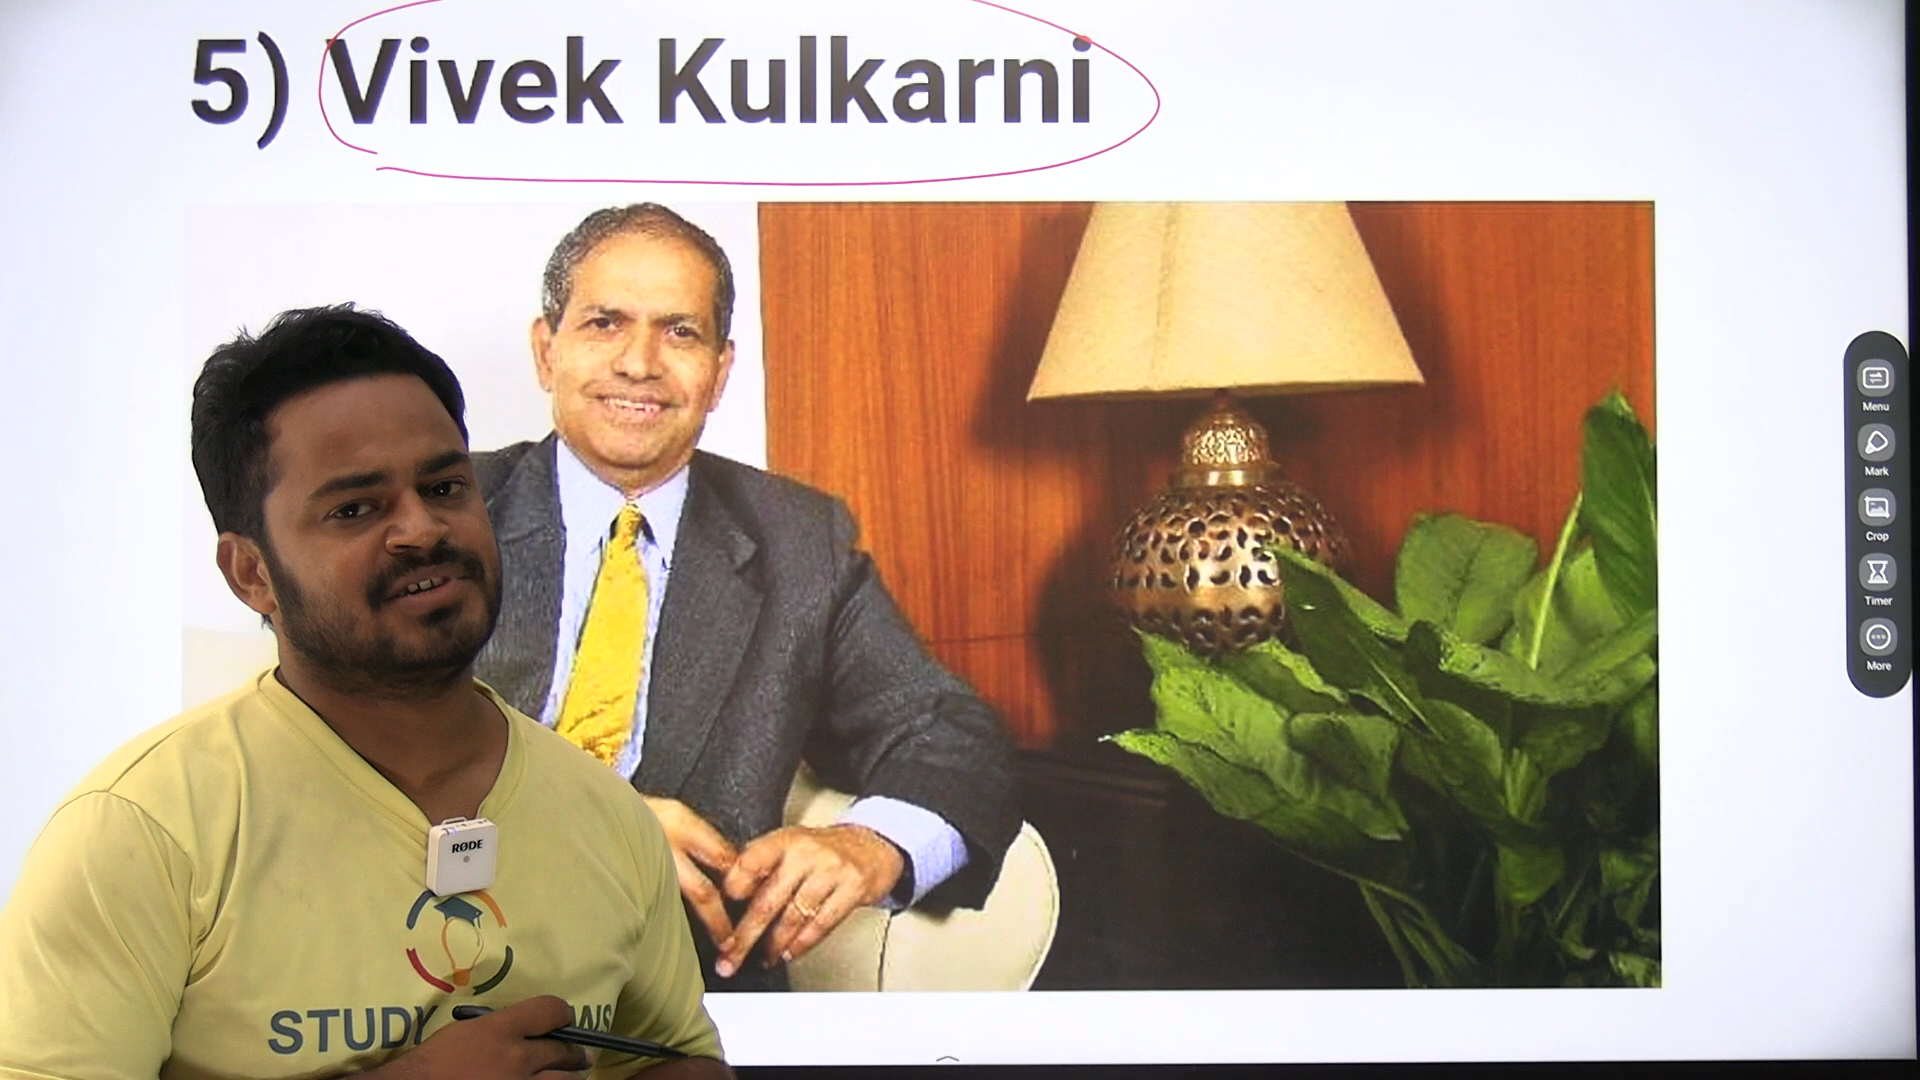 5) Vivek Kulkarni
Menu
Mark
Crop
Timer
More
RØDE
STUDY